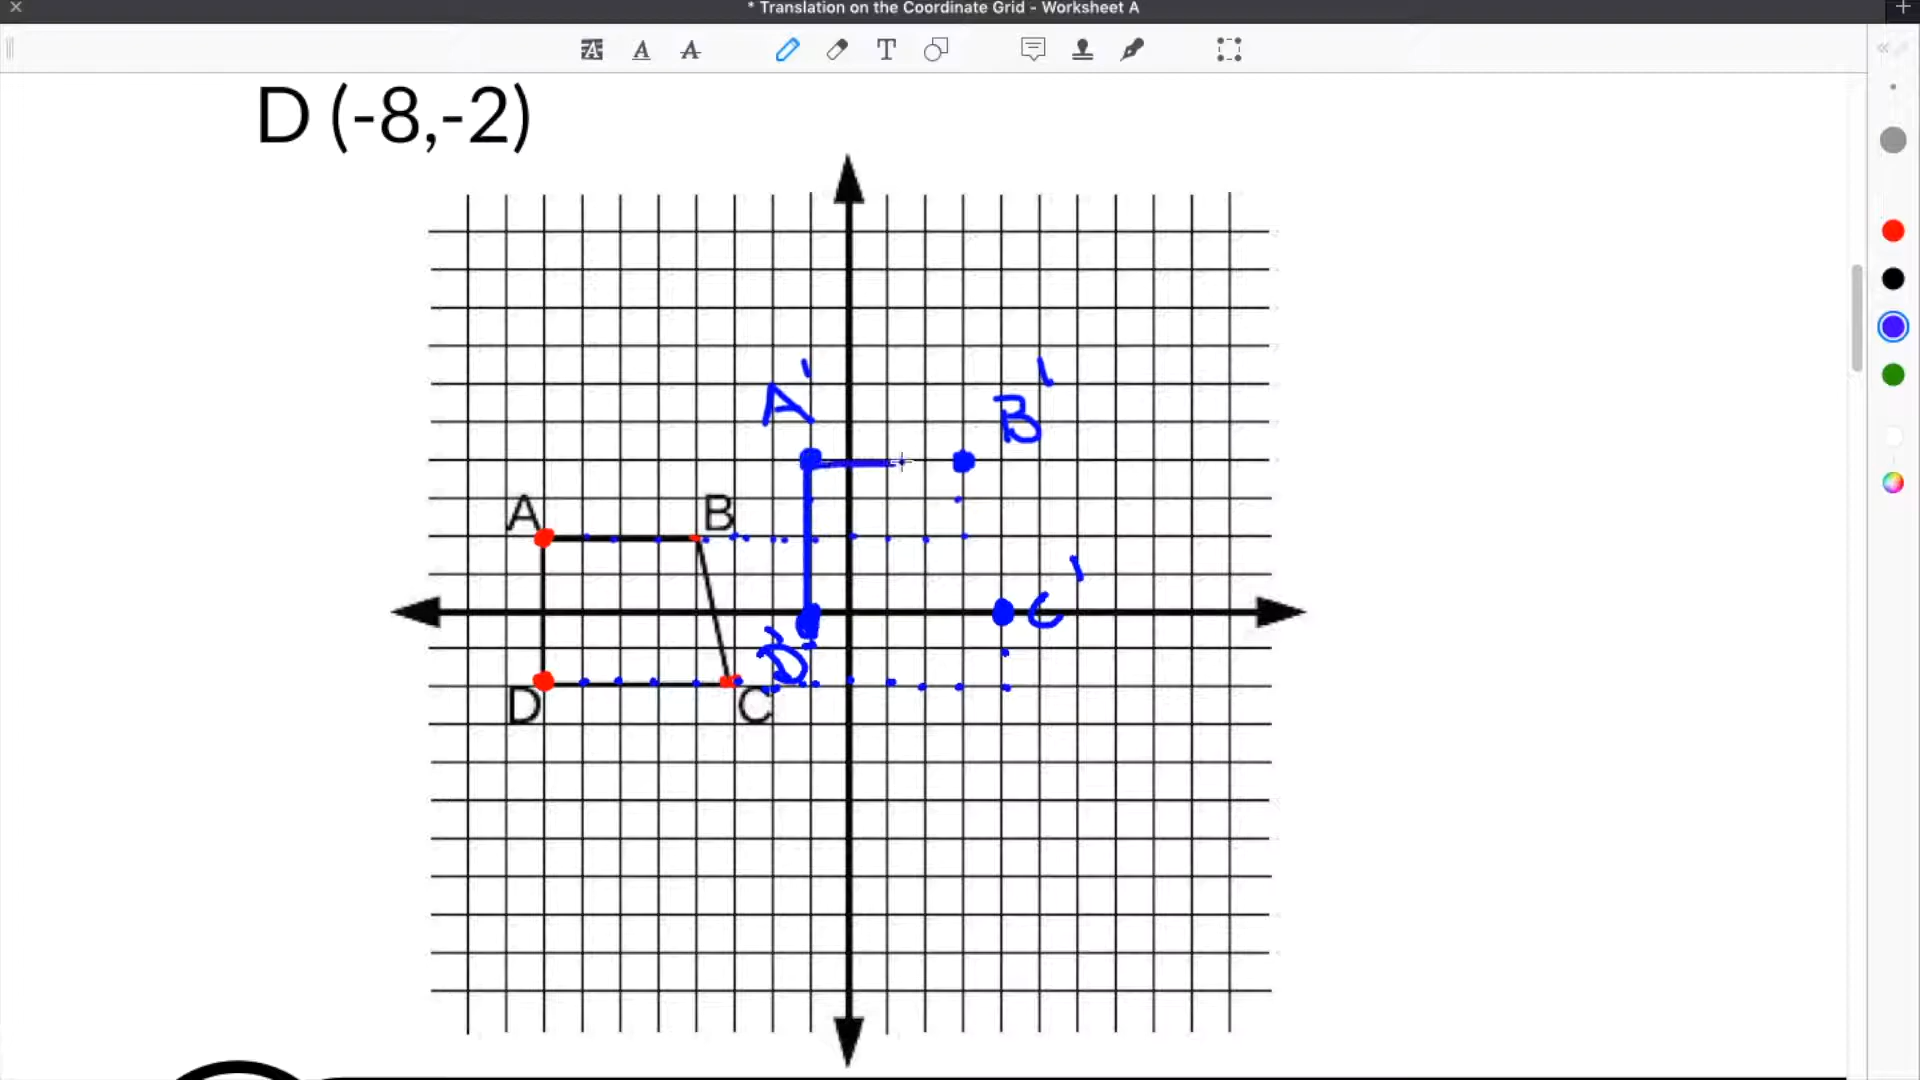 * Translation on the Coordinate Grid - Worksheet A
A A A T
D (-8,-2)
A' B'
A B
C'
D'
D C